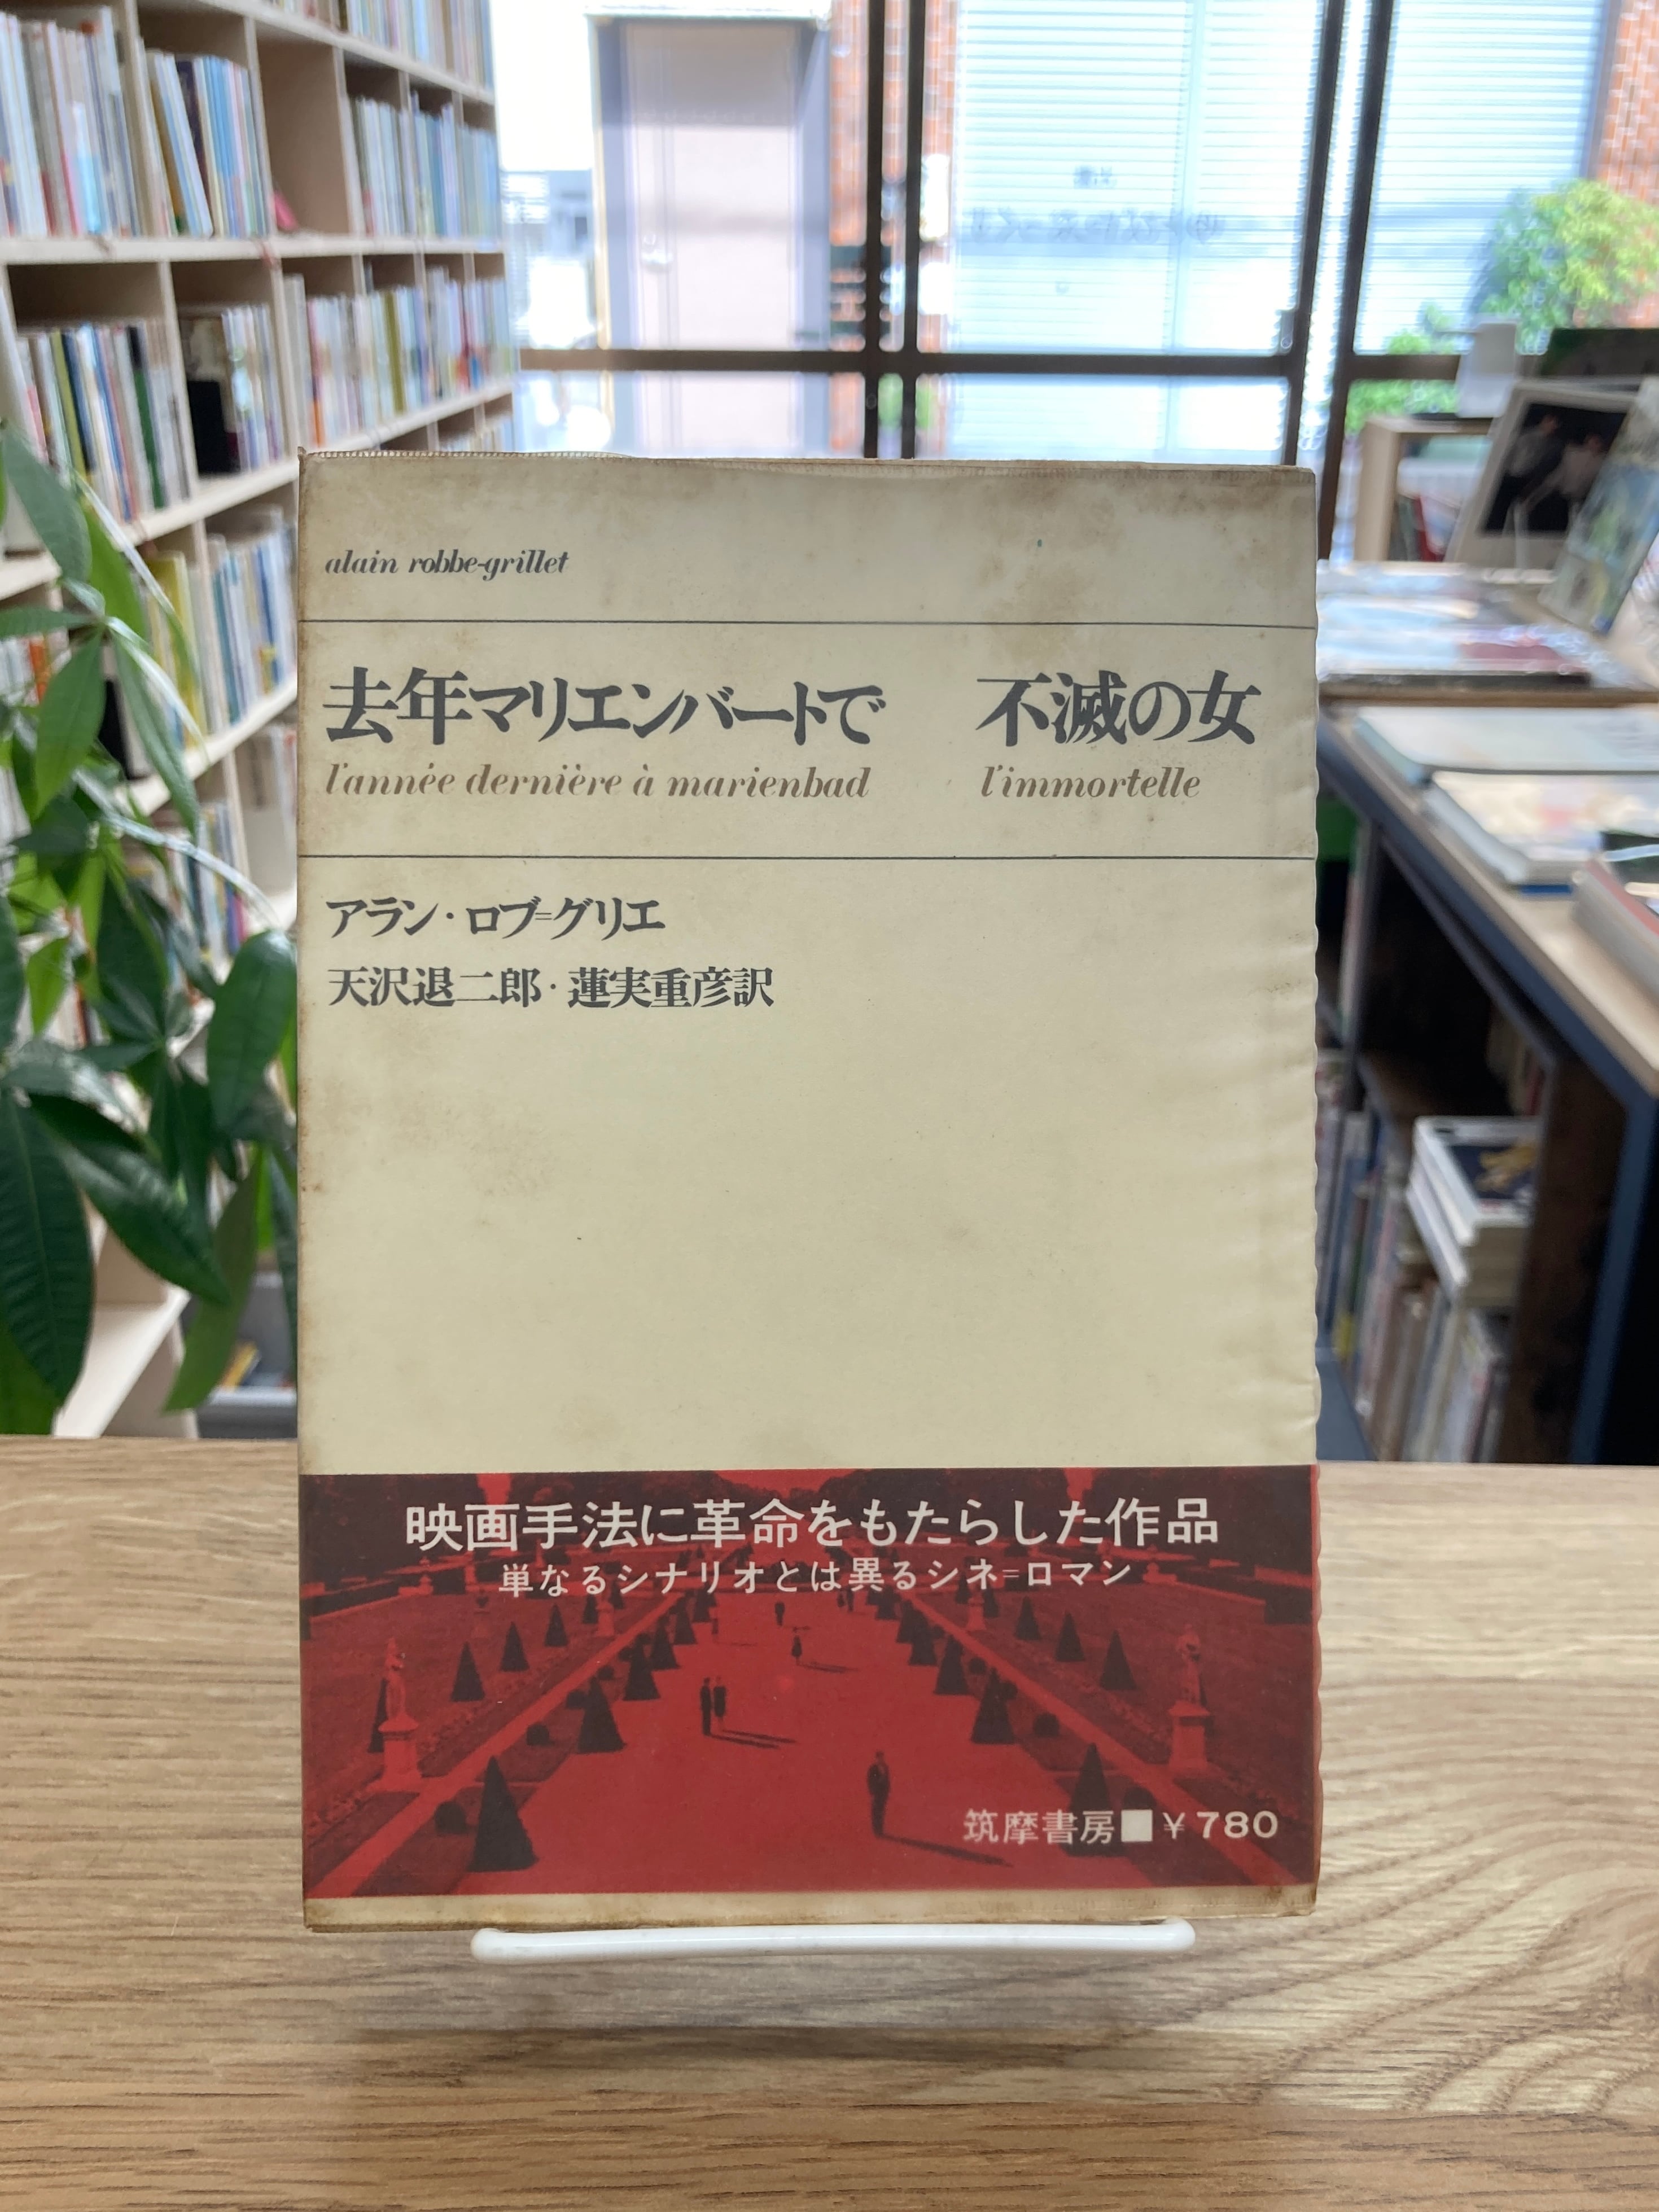 alain robbe-grillet
去年マリエンバートで 不滅の女
l'année dernière à marienbad l'immortelle
アラン・ロブ=グリエ
天沢退二郎・蓮実重彦訳
映画手法に革命をもたらした作品
単なるシナリオとは異るシネ=ロマン
筑摩書房■¥780